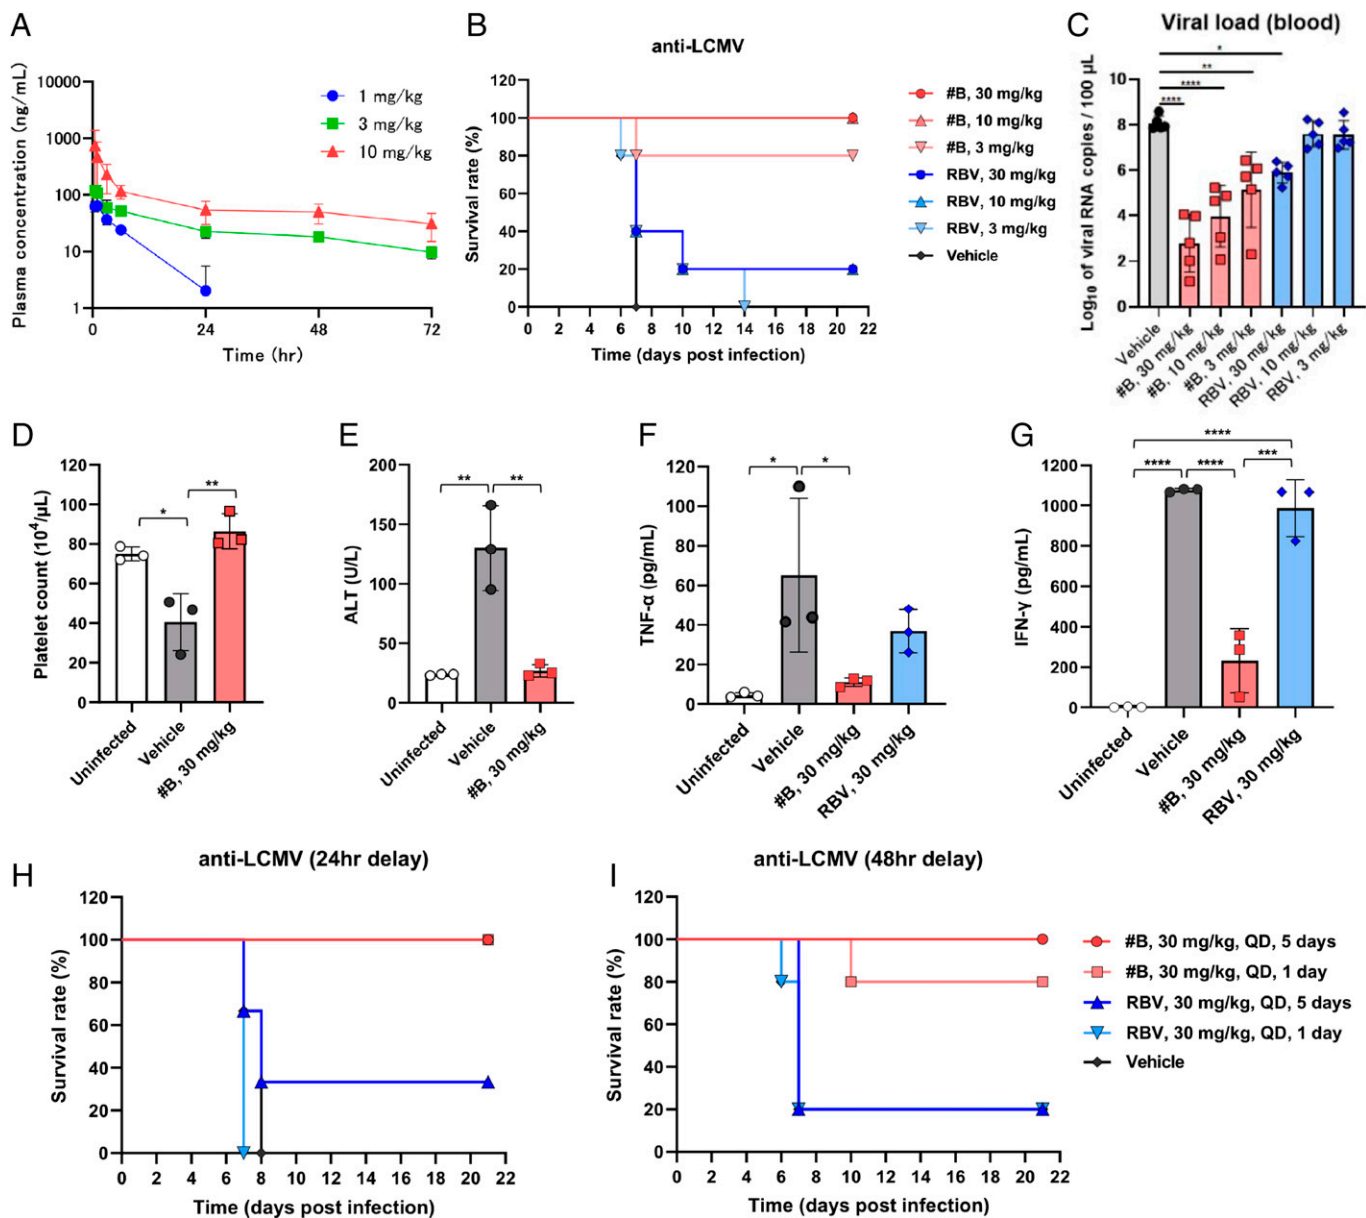 A
Plasma concentration (ng/mL)
10000
1000
100
10
1
1 mg/kg
3 mg/kg
10 mg/kg
0 24 48 72
Time (hr)
B
anti-LCMV
Survival rate (%)
120
100
80
60
40
20
0
0 2 4 6 8 10 12 14 16 18 20 22
Time (days post infection)
#B, 30 mg/kg
#B, 10 mg/kg
#B, 3 mg/kg
RBV, 30 mg/kg
RBV, 10 mg/kg
RBV, 3 mg/kg
Vehicle
C
Viral load (blood)
Log₁₀ of viral RNA copies / 100 µL
10
8
6
4
2
0
*
**
****
****
Vehicle
#B, 30 mg/kg
#B, 10 mg/kg
#B, 3 mg/kg
RBV, 30 mg/kg
RBV, 10 mg/kg
RBV, 3 mg/kg
D
Platelet count (10⁴/µL)
120
100
80
60
40
20
0
* **
Uninfected
Vehicle
#B, 30 mg/kg
E
ALT (U/L)
200
150
100
50
0
** **
Uninfected
Vehicle
#B, 30 mg/kg
F
TNF-α (pg/mL)
120
100
80
60
40
20
0
* *
Uninfected
Vehicle
#B, 30 mg/kg
RBV, 30 mg/kg
G
IFN-γ (pg/mL)
1200
1000
800
600
400
200
0
****
**** **** ***
Uninfected
Vehicle
#B, 30 mg/kg
RBV, 30 mg/kg
H
anti-LCMV (24hr delay)
Survival rate (%)
120
100
80
60
40
20
0
0 2 4 6 8 10 12 14 16 18 20 22
Time (days post infection)
I
anti-LCMV (48hr delay)
Survival rate (%)
120
100
80
60
40
20
0
0 2 4 6 8 10 12 14 16 18 20 22
Time (days post infection)
#B, 30 mg/kg, QD, 5 days
#B, 30 mg/kg, QD, 1 day
RBV, 30 mg/kg, QD, 5 days
RBV, 30 mg/kg, QD, 1 day
Vehicle